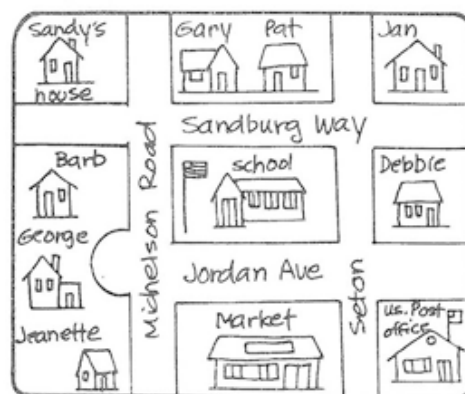 Sandy's
house
Gary Pat
Jan
Sandburg Way
Barb
school
Debbie
George
Michelson Road
Jordan Ave
Seton
Jeanette
Market
U.S. Post
office